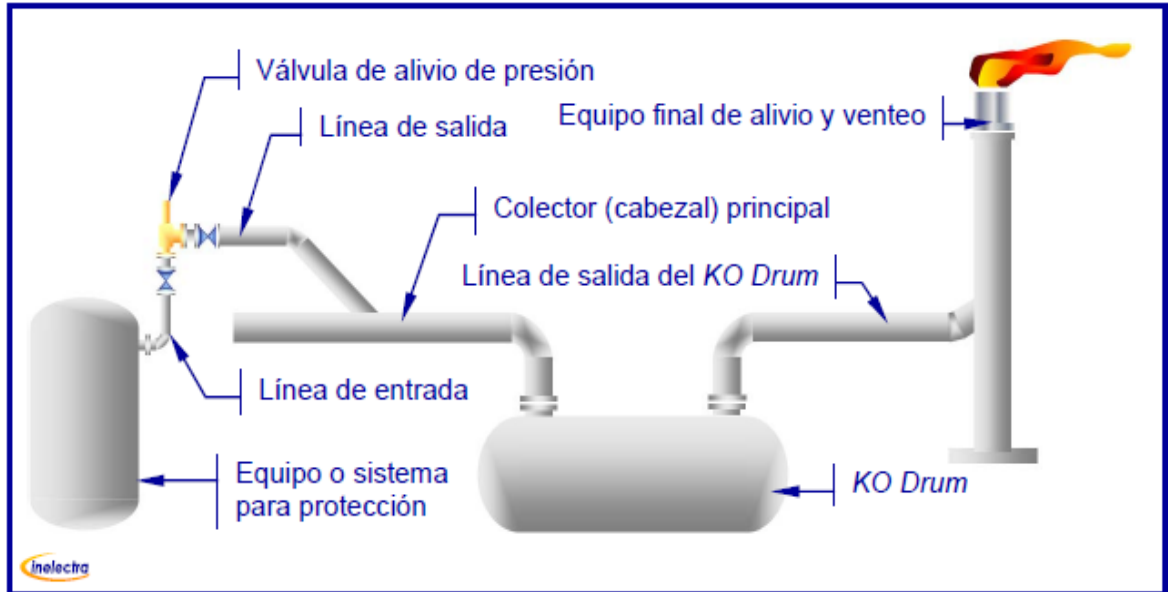 Válvula de alivio de presión
Línea de salida
Equipo final de alivio y venteo
Colector (cabezal) principal
Línea de salida del KO Drum
Línea de entrada
Equipo o sistema
para protección
KO Drum
inelectra